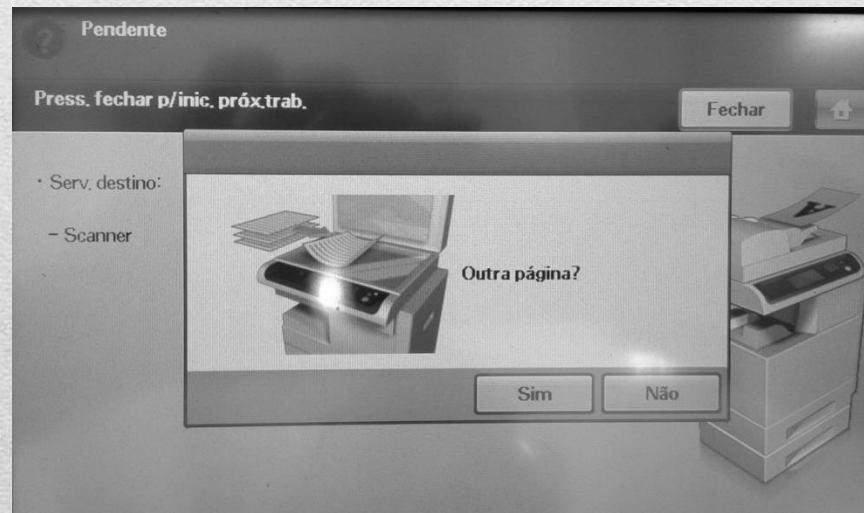 Pendente
Press. fechar p/inic. próx.trab.
Fechar
· Serv. destino:
- Scanner
Outra página?
Sim
Não
A